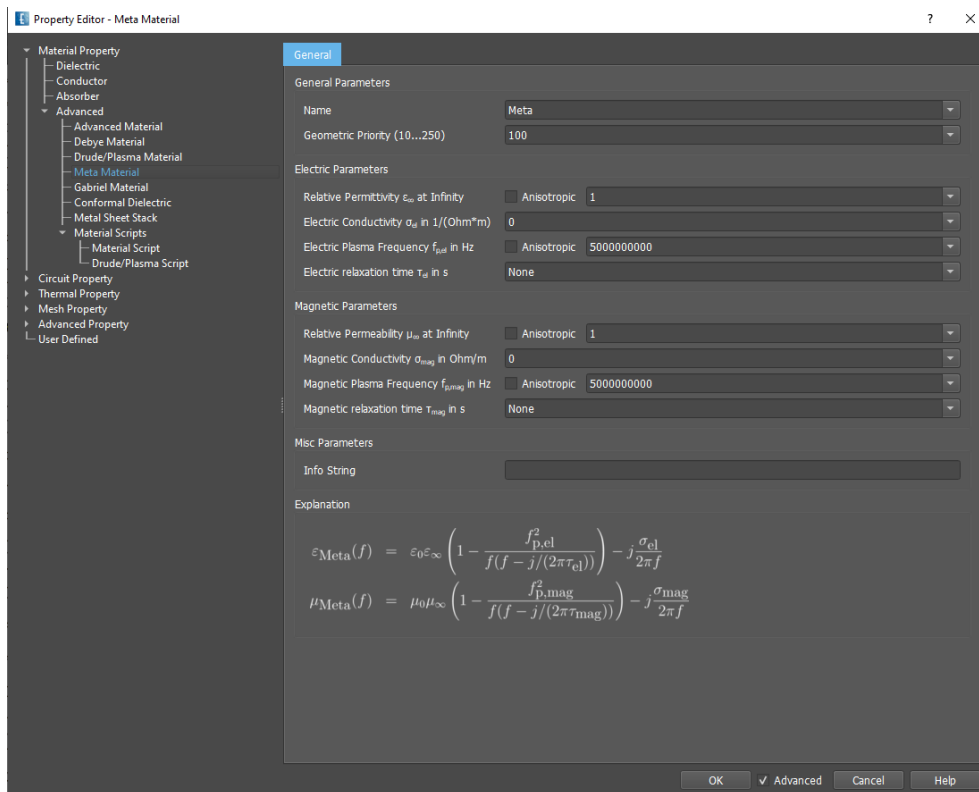 Property Editor - Meta Material
? ×
Material Property
Dielectric
Conductor
Absorber
Advanced
Advanced Material
Debye Material
Drude/Plasma Material
Meta Material
Gabriel Material
Conformal Dielectric
Metal Sheet Stack
Material Scripts
Material Script
Drude/Plasma Script
Circuit Property
Thermal Property
Mesh Property
Advanced Property
User Defined
General
General Parameters
Name Meta
Geometric Priority (10...250) 100
Electric Parameters
Relative Permittivity ε∞ at Infinity Anisotropic 1
Electric Conductivity σel in 1/(Ohm*m) 0
Electric Plasma Frequency fp,el in Hz Anisotropic 5000000000
Electric relaxation time τel in s None
Magnetic Parameters
Relative Permeability μ∞ at Infinity Anisotropic 1
Magnetic Conductivity σmag in Ohm/m 0
Magnetic Plasma Frequency fp,mag in Hz Anisotropic 5000000000
Magnetic relaxation time τmag in s None
Misc Parameters
Info String
Explanation
εMeta(f) = ε0ε∞ (1 − f²p,el / f(f − j/(2πτel))) − j σel / 2πf
μMeta(f) = μ0μ∞ (1 − f²p,mag / f(f − j/(2πτmag))) − j σmag / 2πf
OK ✓ Advanced Cancel Help